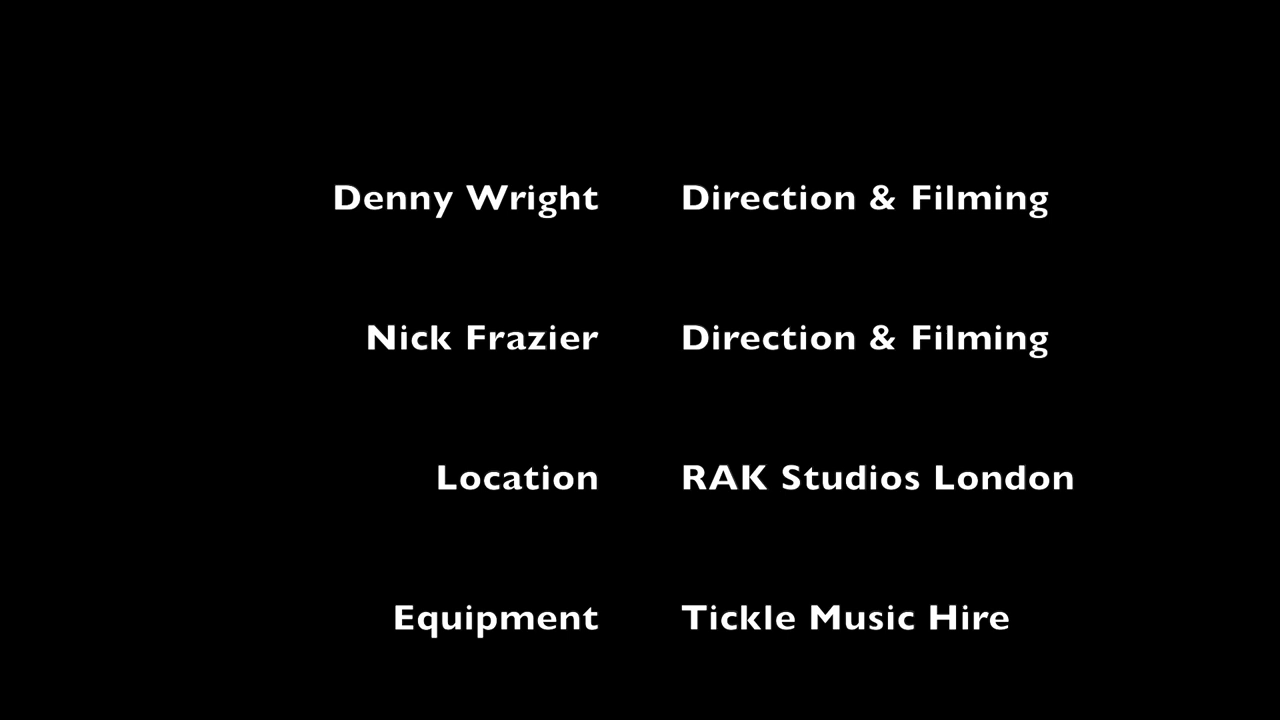 Denny Wright Direction & Filming
Nick Frazier Direction & Filming
Location RAK Studios London
Equipment Tickle Music Hire